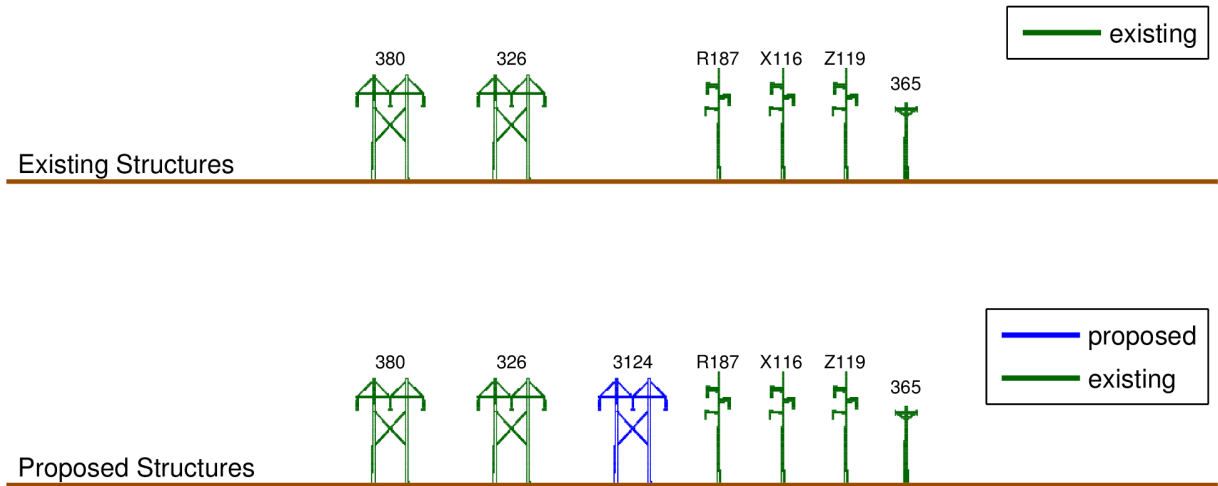 existing
380
326
R187
X116
Z119
365
Existing Structures
proposed
existing
380
326
3124
R187
X116
Z119
365
Proposed Structures